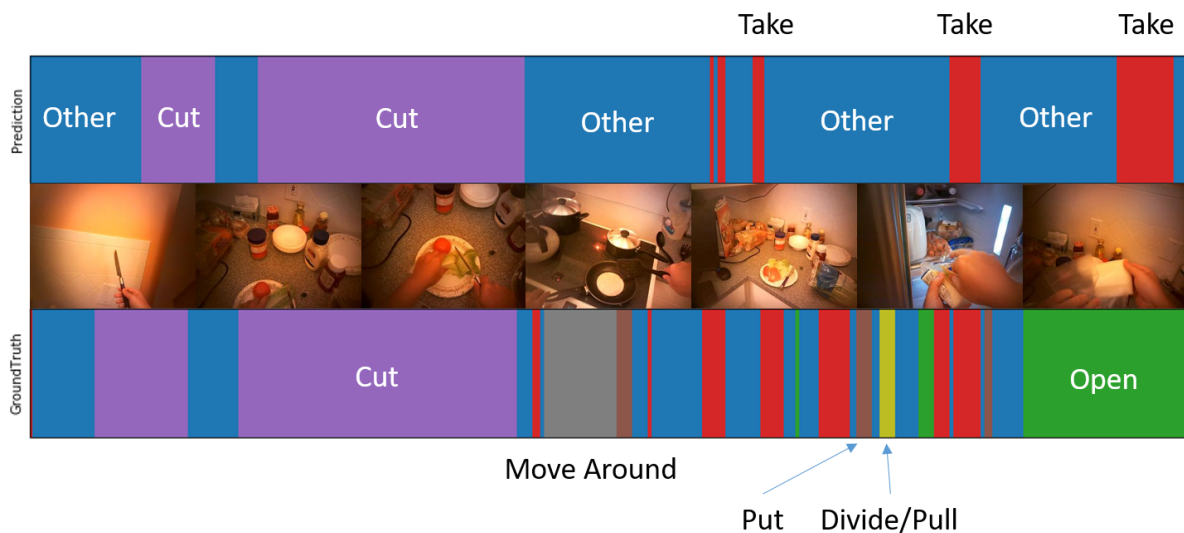 Take Take Take
Prediction
Other Cut Cut Other Other Other
GroundTruth
Cut Open
Move Around
Put Divide/Pull